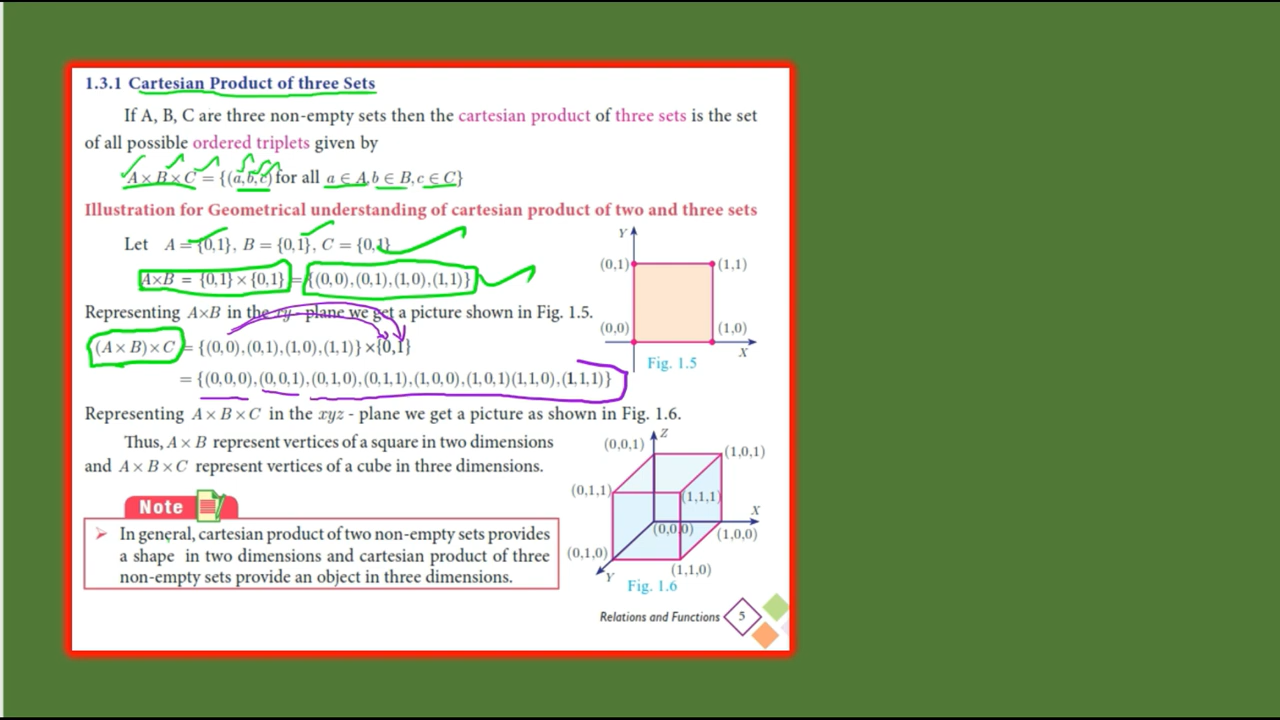 1.3.1 Cartesian Product of three Sets
If A, B, C are three non-empty sets then the cartesian product of three sets is the set
of all possible ordered triplets given by
A × B × C = {(a,b,c) for all a ∈ A, b ∈ B, c ∈ C}
Illustration for Geometrical understanding of cartesian product of two and three sets
Let A = {0,1}, B = {0,1}, C = {0,1}
A×B = {0,1} × {0,1} = {(0,0),(0,1),(1,0),(1,1)}
Representing A×B in the xy - plane we get a picture shown in Fig. 1.5.
(A × B) × C = {(0,0),(0,1),(1,0),(1,1)} ×{0,1}
= {(0,0,0),(0,0,1),(0,1,0),(0,1,1),(1,0,0),(1,0,1)(1,1,0),(1,1,1)}
Y
(0,1)
(1,1)
(0,0)
(1,0)
X
Fig. 1.5
Representing A × B × C in the xyz - plane we get a picture as shown in Fig. 1.6.
Thus, A × B represent vertices of a square in two dimensions
and A × B × C represent vertices of a cube in three dimensions.
Note
➢ In general, cartesian product of two non-empty sets provides
a shape in two dimensions and cartesian product of three
non-empty sets provide an object in three dimensions.
(0,0,1)
Z
(1,0,1)
(0,1,1)
(1,1,1)
X
(0,0,0)
(1,0,0)
(0,1,0)
(1,1,0)
Y
Fig. 1.6
Relations and Functions 5